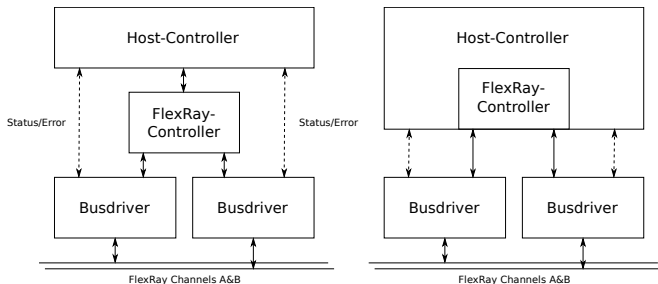 Host-Controller
FlexRay-
Controller
Status/Error
Status/Error
Busdriver
Busdriver
FlexRay Channels A&B
Host-Controller
FlexRay-
Controller
Busdriver
Busdriver
FlexRay Channels A&B